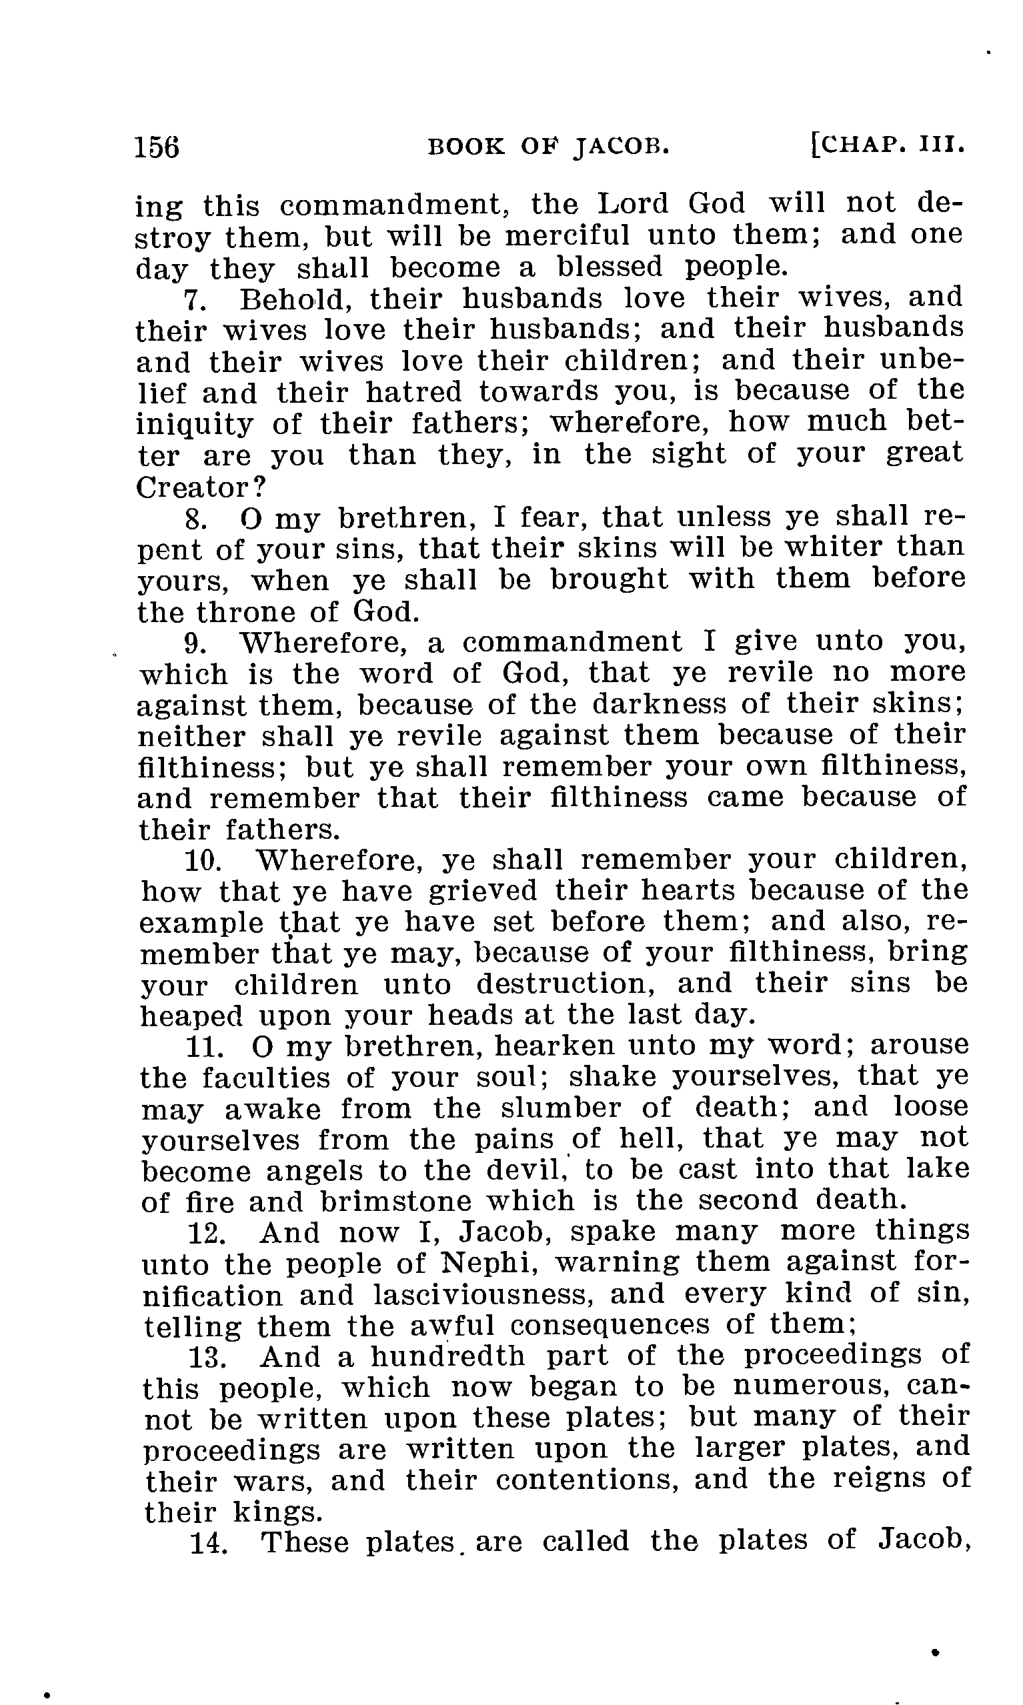 156 BOOK OF JACOB. [CHAP. III.
ing this commandment, the Lord God will not de-
stroy them, but will be merciful unto them; and one
day they shall become a blessed people.
7. Behold, their husbands love their wives, and
their wives love their husbands; and their husbands
and their wives love their children; and their unbe-
lief and their hatred towards you, is because of the
iniquity of their fathers; wherefore, how much bet-
ter are you than they, in the sight of your great
Creator?
8. O my brethren, I fear, that unless ye shall re-
pent of your sins, that their skins will be whiter than
yours, when ye shall be brought with them before
the throne of God.
9. Wherefore, a commandment I give unto you,
which is the word of God, that ye revile no more
against them, because of the darkness of their skins;
neither shall ye revile against them because of their
filthiness; but ye shall remember your own filthiness,
and remember that their filthiness came because of
their fathers.
10. Wherefore, ye shall remember your children,
how that ye have grieved their hearts because of the
example that ye have set before them; and also, re-
member that ye may, because of your filthiness, bring
your children unto destruction, and their sins be
heaped upon your heads at the last day.
11. O my brethren, hearken unto my word; arouse
the faculties of your soul; shake yourselves, that ye
may awake from the slumber of death; and loose
yourselves from the pains of hell, that ye may not
become angels to the devil, to be cast into that lake
of fire and brimstone which is the second death.
12. And now I, Jacob, spake many more things
unto the people of Nephi, warning them against for-
nification and lasciviousness, and every kind of sin,
telling them the awful consequences of them;
13. And a hundredth part of the proceedings of
this people, which now began to be numerous, can-
not be written upon these plates; but many of their
proceedings are written upon the larger plates, and
their wars, and their contentions, and the reigns of
their kings.
14. These plates are called the plates of Jacob,